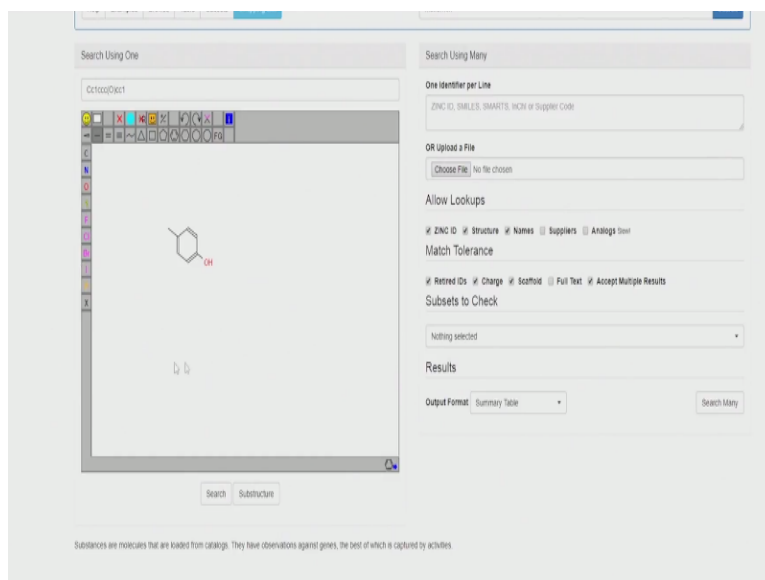 Search Using One
Search Using Many
Cc1ccc(O)cc1
One Identifier per Line
ZINC ID, SMILES, SMARTS, InChI or Supplier Code
OR Upload a File
Choose File No file chosen
Allow Lookups
ZINC ID Structure Names Suppliers Analogs Slow!
Match Tolerance
Retired IDs Charge Scaffold Full Text Accept Multiple Results
Subsets to Check
Nothing selected
Results
Output Format Summary Table Search Many
C
N
O
F
Cl
Br
I
X
FG
OH
Search Substructure
Substances are molecules that are loaded from catalogs. They have observations against genes, the best of which is captured by activities.